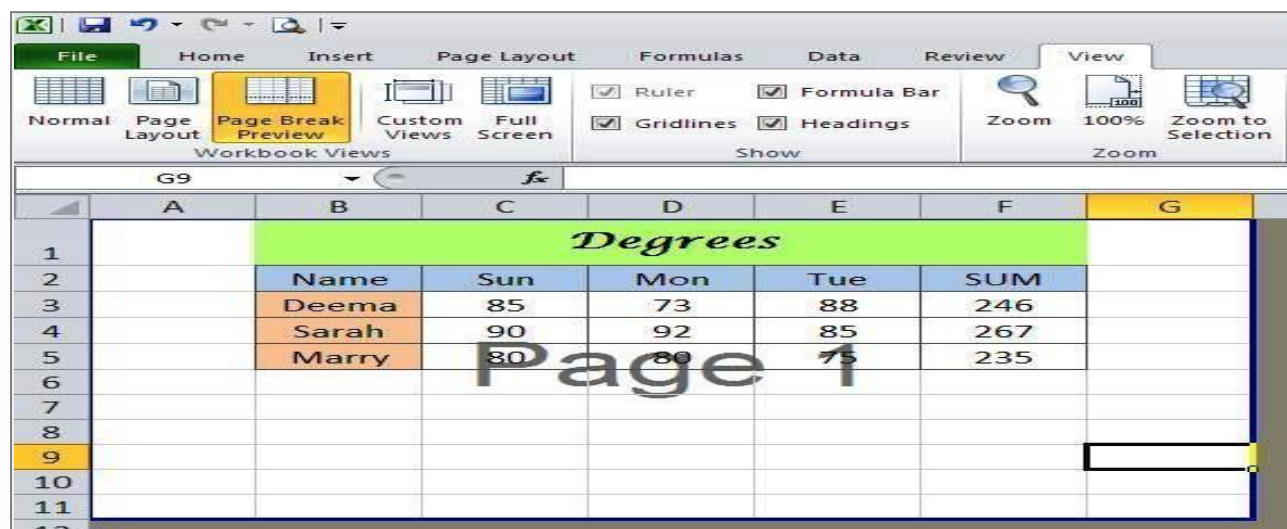 File Home Insert Page Layout Formulas Data Review View
Normal Page Layout Page Break Preview Custom Views Full Screen Ruler Formula Bar Zoom 100% Zoom to Selection
Gridlines Headings
Workbook Views Show Zoom
G9 fx
A B C D E F G
1 Degrees
2 Name Sun Mon Tue SUM
3 Deema 85 73 88 246
4 Sarah 90 92 85 267
5 Marry 80 80 75 235
Page 1
6
7
8
9
10
11